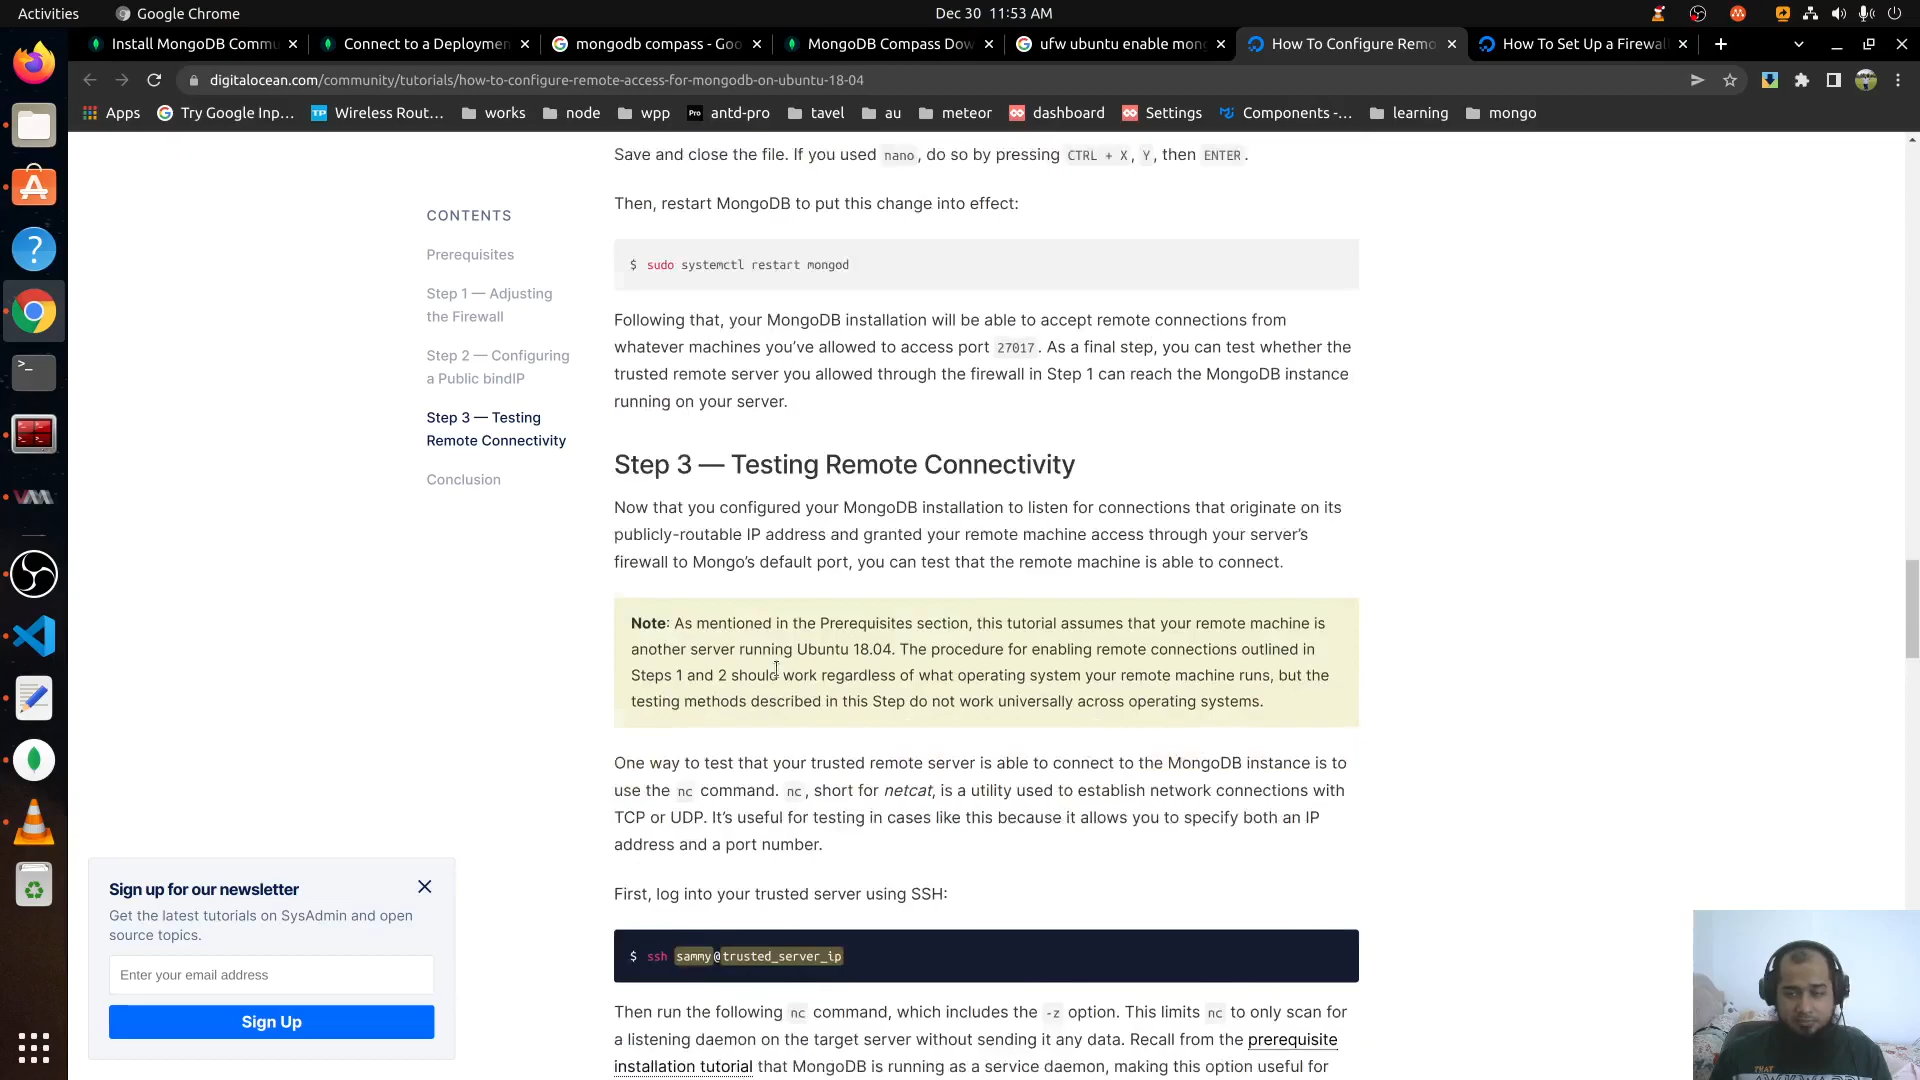 Activities
Google Chrome
Dec 30 11:53 AM
Install MongoDB Commu
Connect to a Deploymen
mongodb compass - Goo
MongoDB Compass Dow
ufw ubuntu enable mon
How To Configure Remo
How To Set Up a Firewal
digitalocean.com/community/tutorials/how-to-configure-remote-access-for-mongodb-on-ubuntu-18-04
Apps
Try Google Inp...
TP
Wireless Rout...
works
node
wpp
Pro
antd-pro
tavel
au
meteor
dashboard
Settings
Components -...
learning
mongo
Save and close the file. If you used nano, do so by pressing CTRL + X, Y, then ENTER.
Then, restart MongoDB to put this change into effect:
$ sudo systemctl restart mongod
Following that, your MongoDB installation will be able to accept remote connections from
whatever machines you've allowed to access port 27017. As a final step, you can test whether the
trusted remote server you allowed through the firewall in Step 1 can reach the MongoDB instance
running on your server.
CONTENTS
Prerequisites
Step 1 — Adjusting
the Firewall
Step 2 — Configuring
a Public bindIP
Step 3 — Testing
Remote Connectivity
Conclusion
Step 3 — Testing Remote Connectivity
Now that you configured your MongoDB installation to listen for connections that originate on its
publicly-routable IP address and granted your remote machine access through your server's
firewall to Mongo's default port, you can test that the remote machine is able to connect.
Note: As mentioned in the Prerequisites section, this tutorial assumes that your remote machine is
another server running Ubuntu 18.04. The procedure for enabling remote connections outlined in
Steps 1 and 2 should work regardless of what operating system your remote machine runs, but the
testing methods described in this Step do not work universally across operating systems.
One way to test that your trusted remote server is able to connect to the MongoDB instance is to
use the nc command. nc, short for netcat, is a utility used to establish network connections with
TCP or UDP. It's useful for testing in cases like this because it allows you to specify both an IP
address and a port number.
First, log into your trusted server using SSH:
$ ssh sammy@trusted_server_ip
Then run the following nc command, which includes the -z option. This limits nc to only scan for
a listening daemon on the target server without sending it any data. Recall from the prerequisite
installation tutorial that MongoDB is running as a service daemon, making this option useful for
Sign up for our newsletter
Get the latest tutorials on SysAdmin and open
source topics.
Enter your email address
Sign Up